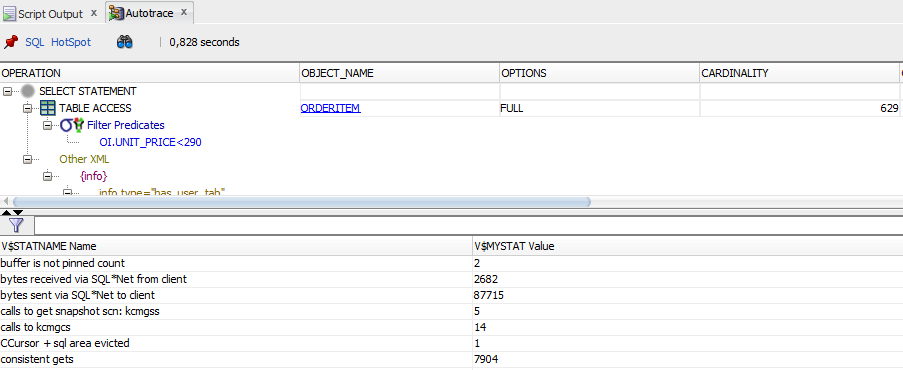 Script Output x Autotrace x
SQL HotSpot 0,828 seconds
OPERATION OBJECT_NAME OPTIONS CARDINALITY
SELECT STATEMENT
TABLE ACCESS ORDERITEM FULL 629
Filter Predicates
OI.UNIT_PRICE<290
Other XML
{info}
info type="has_user_tab"
V$STATNAME Name V$MYSTAT Value
buffer is not pinned count 2
bytes received via SQL*Net from client 2682
bytes sent via SQL*Net to client 87715
calls to get snapshot scn: kcmgss 5
calls to kcmgcs 14
CCursor + sql area evicted 1
consistent gets 7904